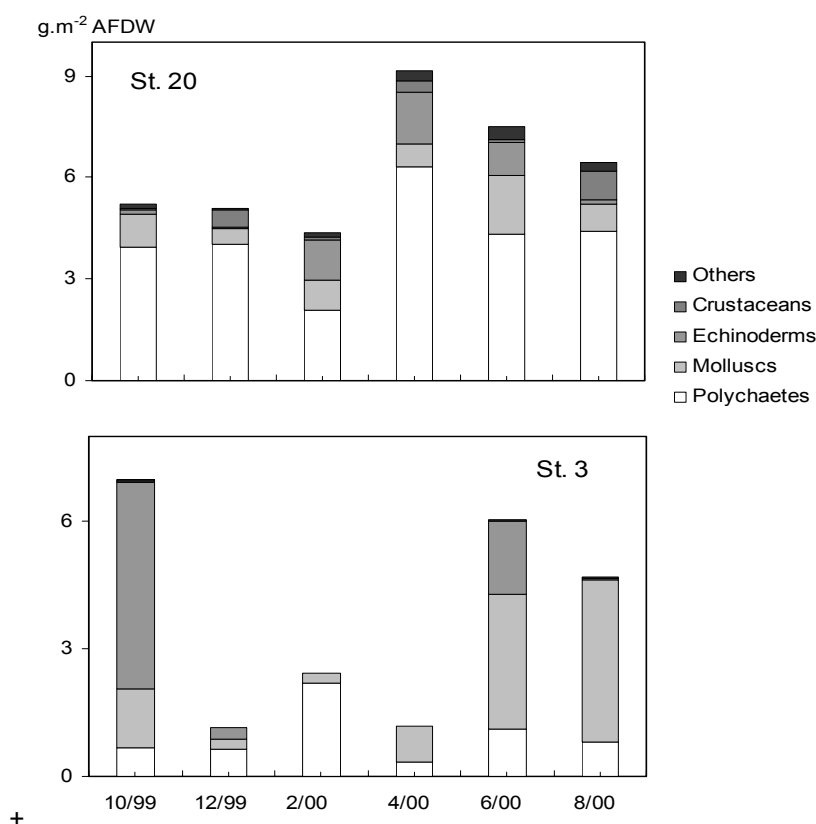 g.m⁻² AFDW
St. 20
9
6
3
0
Others
Crustaceans
Echinoderms
Molluscs
Polychaetes
St. 3
6
3
0
10/99 12/99 2/00 4/00 6/00 8/00
+